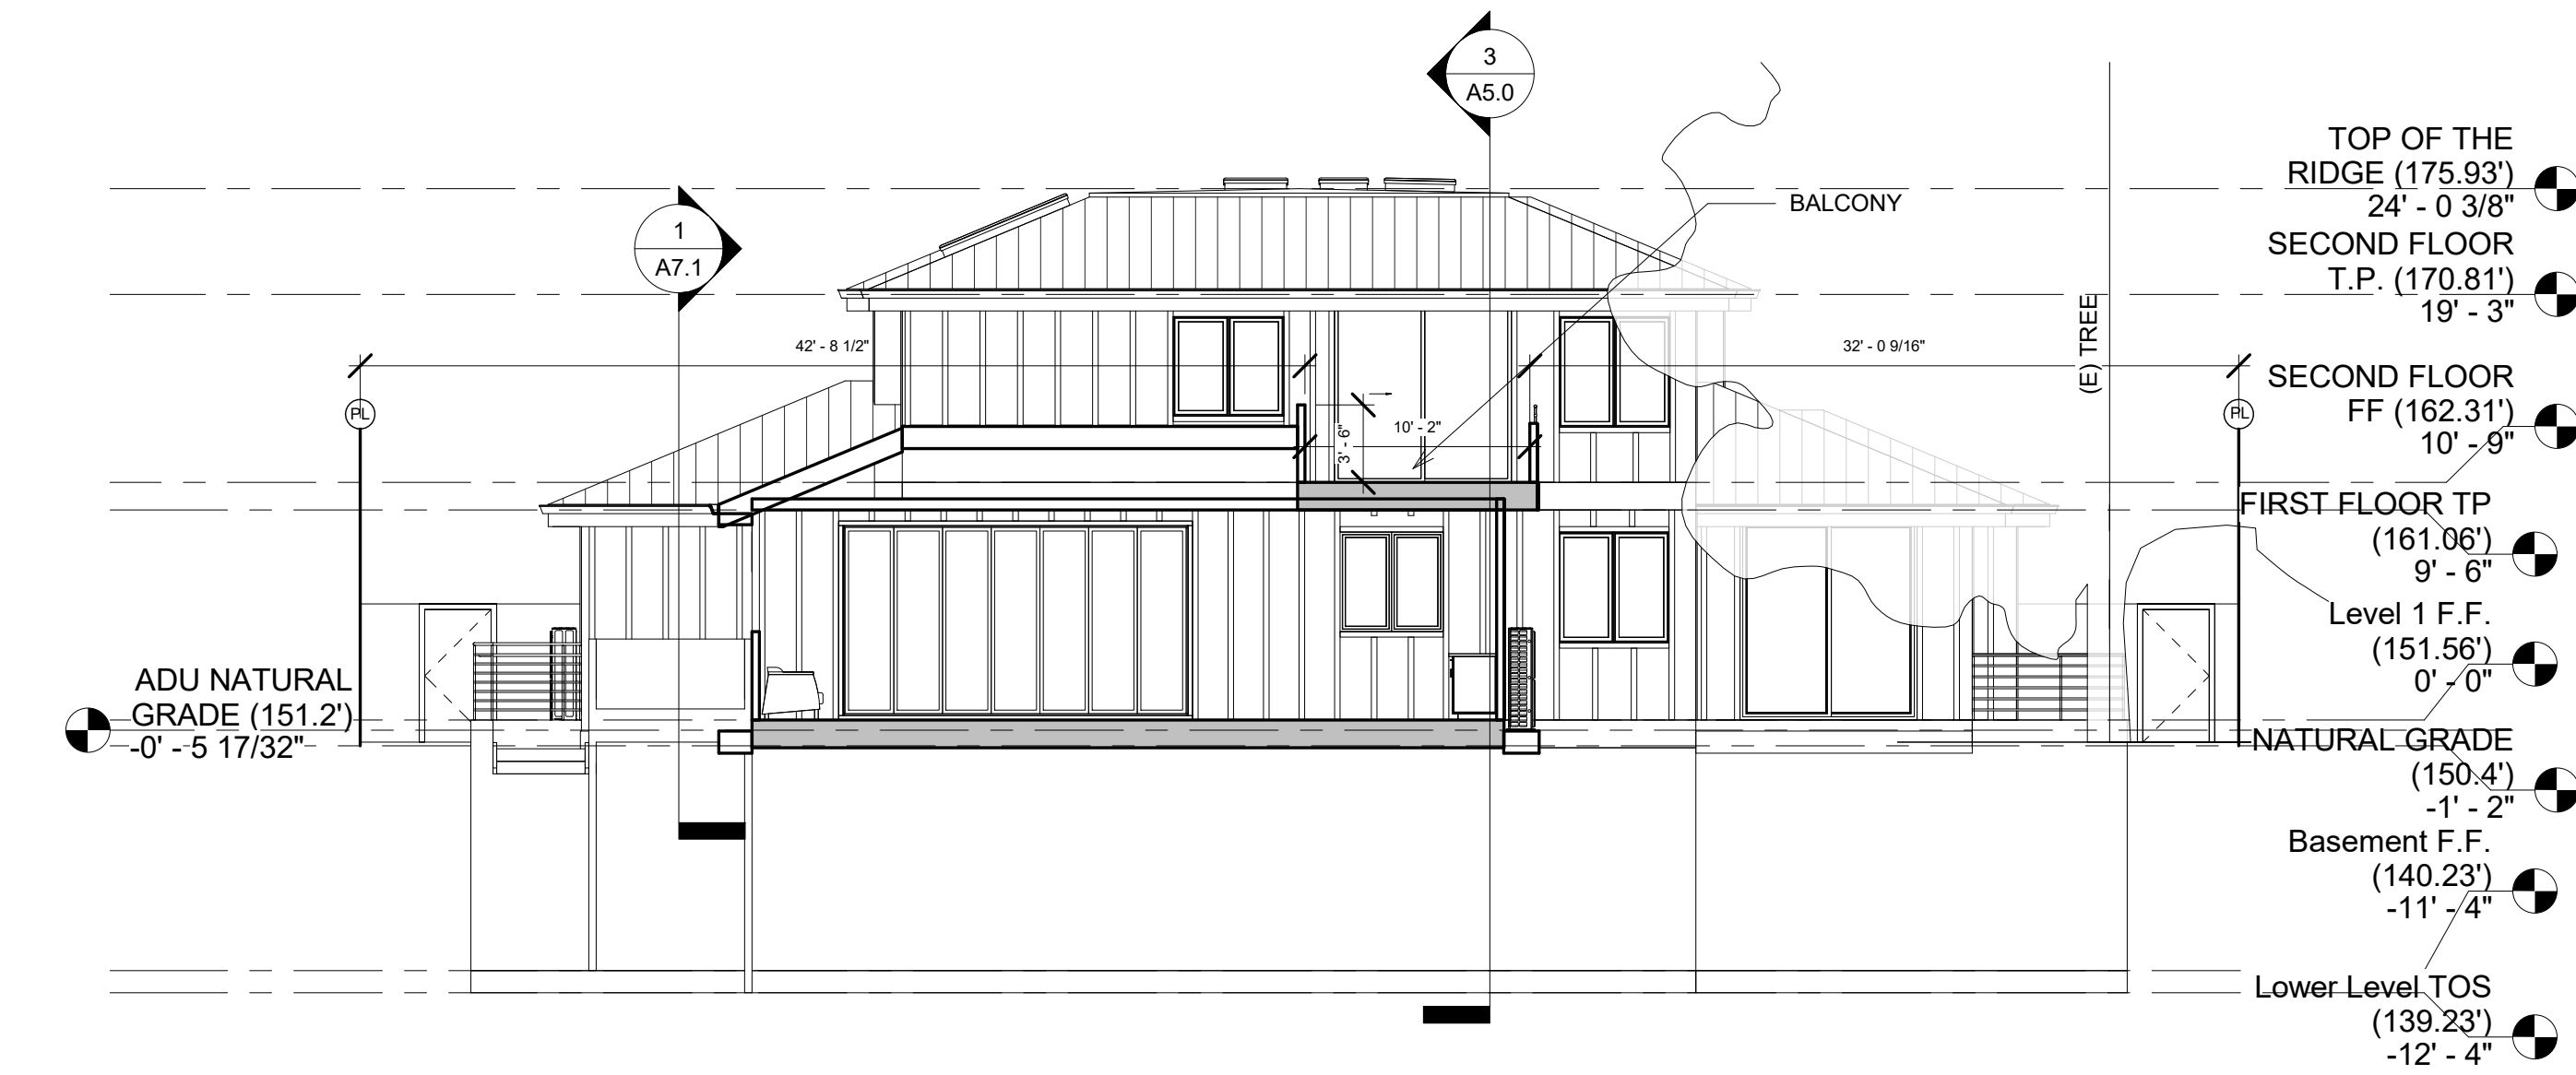 3
A5.0
1
A7.1
BALCONY
42' - 8 1/2"
32' - 0 9/16"
10' - 2"
3' - 6"
PL
PL
(E) TREE
TOP OF THE
RIDGE (175.93')
24' - 0 3/8"
SECOND FLOOR
T.P. (170.81')
19' - 3"
SECOND FLOOR
FF (162.31')
10' - 9"
FIRST FLOOR TP
(161.06')
9' - 6"
Level 1 F.F.
(151.56')
0' - 0"
ADU NATURAL
GRADE (151.2')
-0' - 5 17/32"
NATURAL GRADE
(150.4')
-1' - 2"
Basement F.F.
(140.23')
-11' - 4"
Lower Level TOS
(139.23')
-12' - 4"